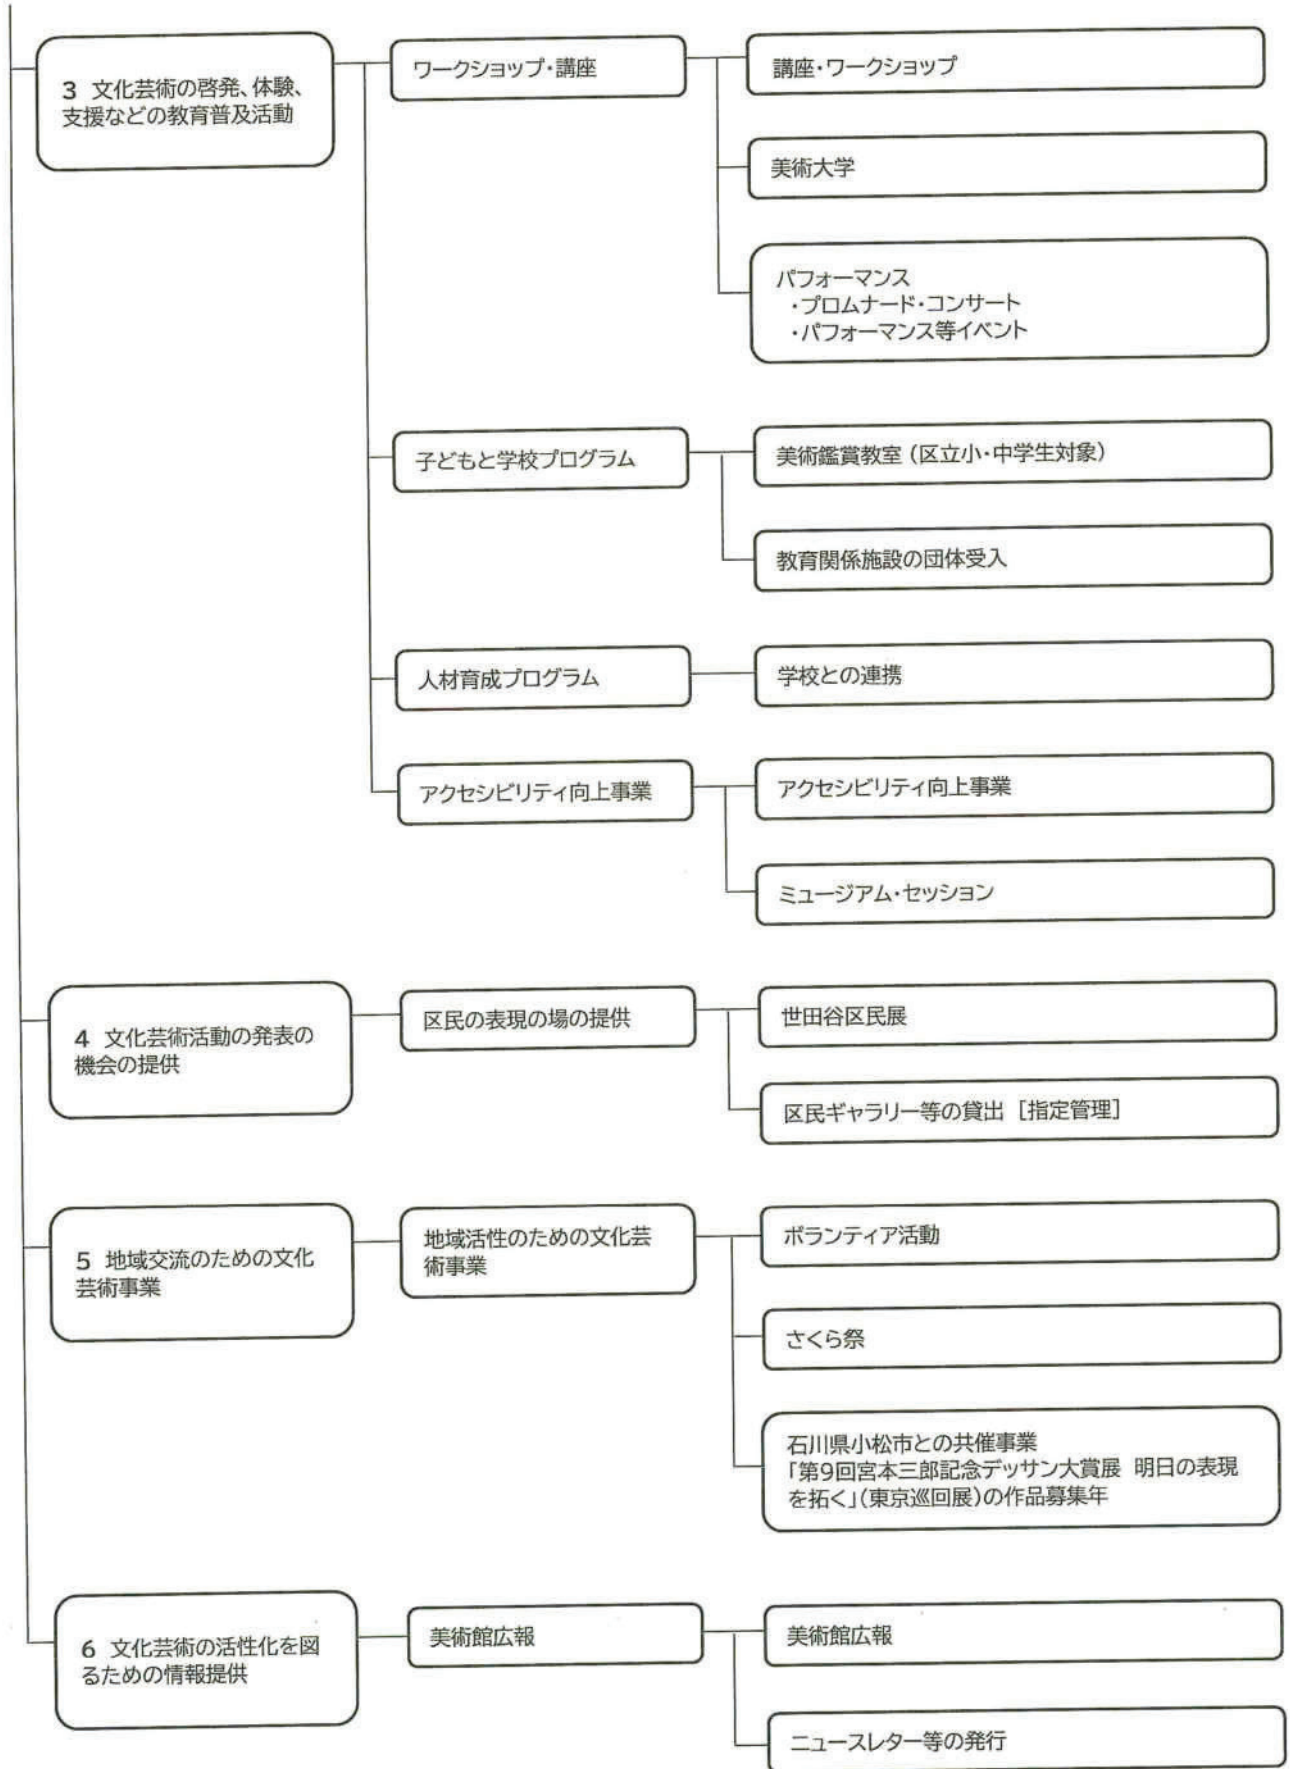 3 文化芸術の啓発、体験、
支援などの教育普及活動
ワークショップ・講座
講座・ワークショップ
美術大学
パフォーマンス
・プロムナード・コンサート
・パフォーマンス等イベント
子どもと学校プログラム
美術鑑賞教室（区立小・中学生対象）
教育関係施設の団体受入
人材育成プログラム
学校との連携
アクセシビリティ向上事業
アクセシビリティ向上事業
ミュージアム・セッション
4 文化芸術活動の発表の
機会の提供
区民の表現の場の提供
世田谷区民展
区民ギャラリー等の貸出 ［指定管理］
5 地域交流のための文化
芸術事業
地域活性のための文化芸
術事業
ボランティア活動
さくら祭
石川県小松市との共催事業
「第9回宮本三郎記念デッサン大賞展 明日の表現
を拓く」（東京巡回展）の作品募集年
6 文化芸術の活性化を図
るための情報提供
美術館広報
美術館広報
ニュースレター等の発行